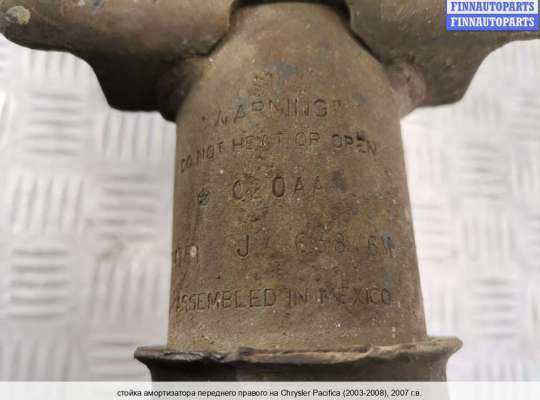 FINNAUTOPARTS
FINNAUTOPARTS.BY
WARNING
DO NOT HEAT OR OPEN
ASSEMBLED IN MEXICO
стойка амортизатора переднего правого на Chrysler Pacifica (2003-2008), 2007 г.в.